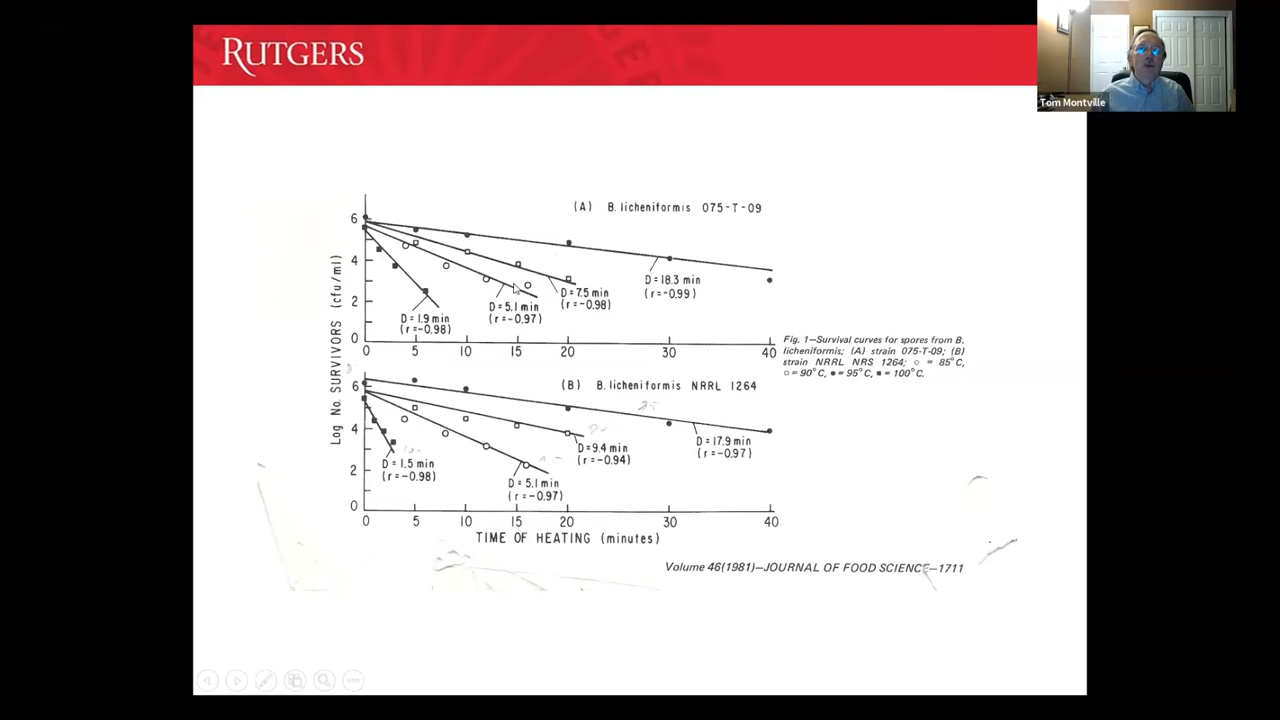 RUTGERS
Tom Montville
(A) B. licheniformis 075-T-09
6
4
2
0
D=18.3 min
(r=-0.99)
D=7.5 min
(r=-0.98)
D=5.1 min
(r=-0.97)
D=1.9 min
(r=-0.98)
0 5 10 15 20 30 40
Log No. SURVIVORS (cfu/ml)
Fig. 1—Survival curves for spores from B.
licheniformis; (A) strain 075-T-09; (B)
strain NRRL NRS 1264; ○ = 85°C,
□ = 90°C, ● = 95°C, ■ = 100°C.
(B) B. licheniformis NRRL 1264
6
4
2
0
D=17.9 min
(r=-0.97)
D=9.4 min
(r=-0.94)
D=1.5 min
(r=-0.98)
D=5.1 min
(r=-0.97)
0 5 10 15 20 30 40
TIME OF HEATING (minutes)
Volume 46(1981)—JOURNAL OF FOOD SCIENCE—1711